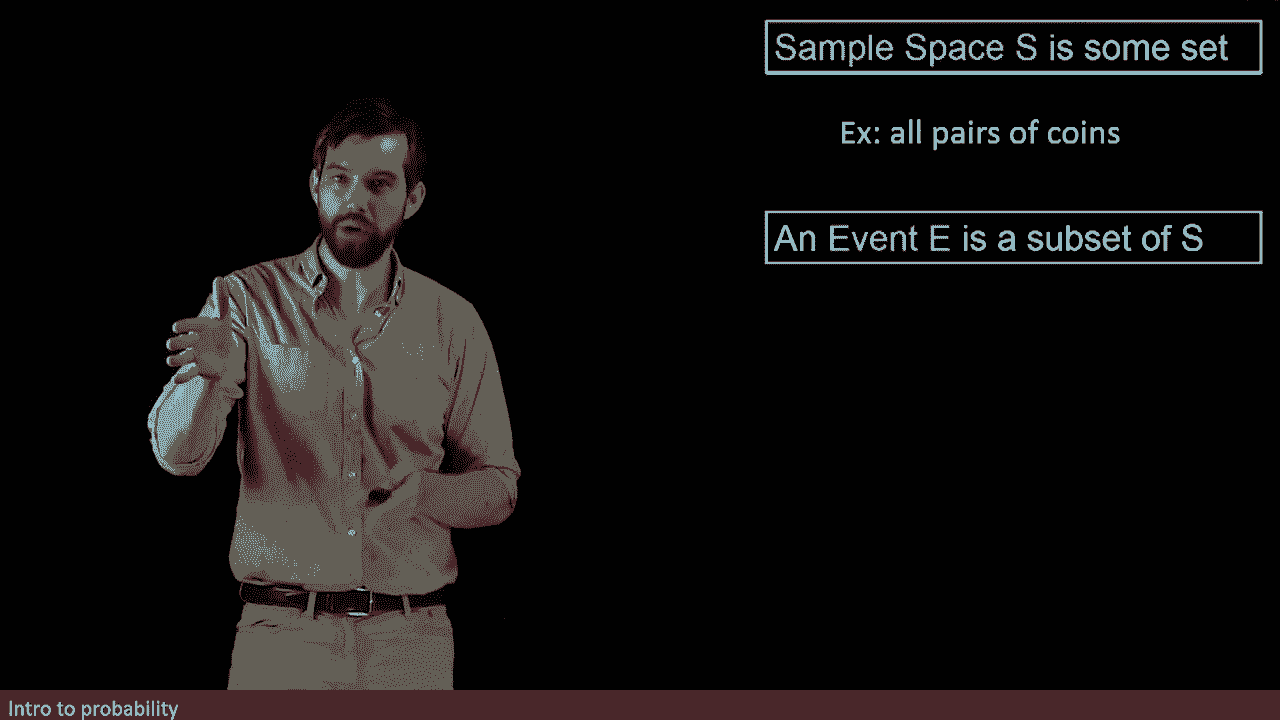 Sample Space S is some set
Ex: all pairs of coins
An Event E is a subset of S
Intro to probability